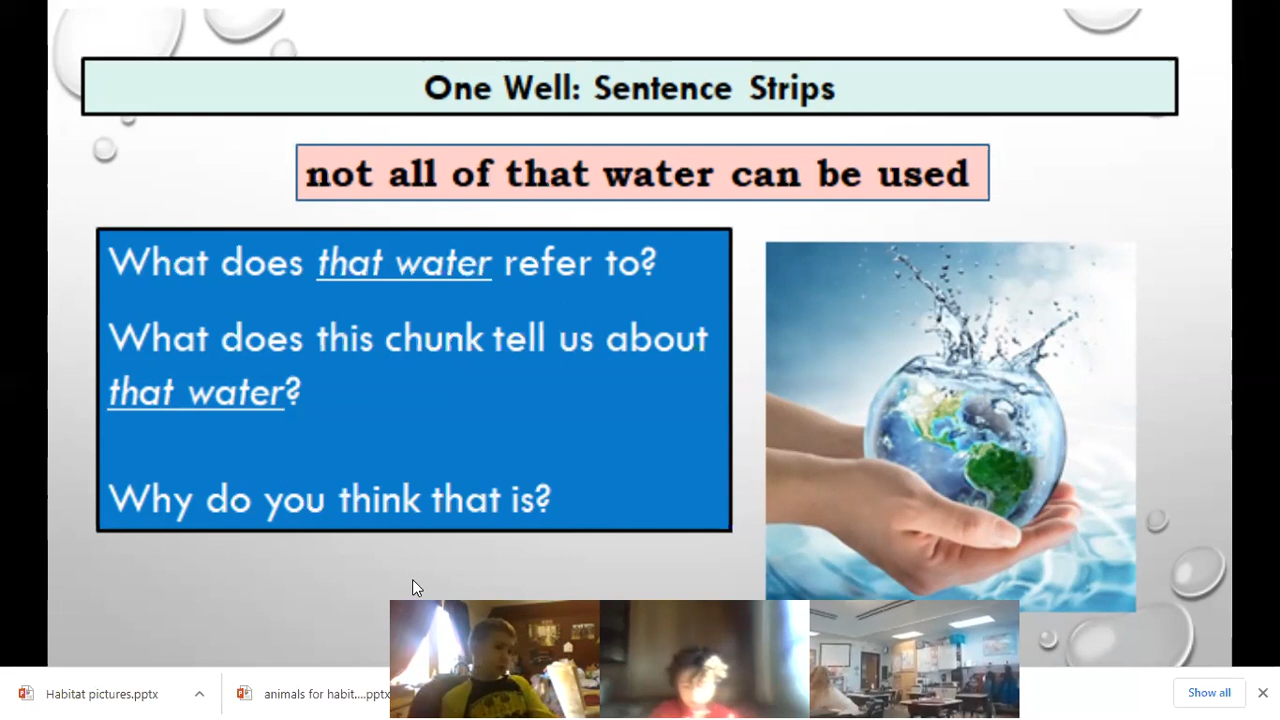 One Well: Sentence Strips
not all of that water can be used
What does that water refer to?
What does this chunk tell us about
that water?
Why do you think that is?
Habitat pictures.pptx
animals for habit....pptx
Show all